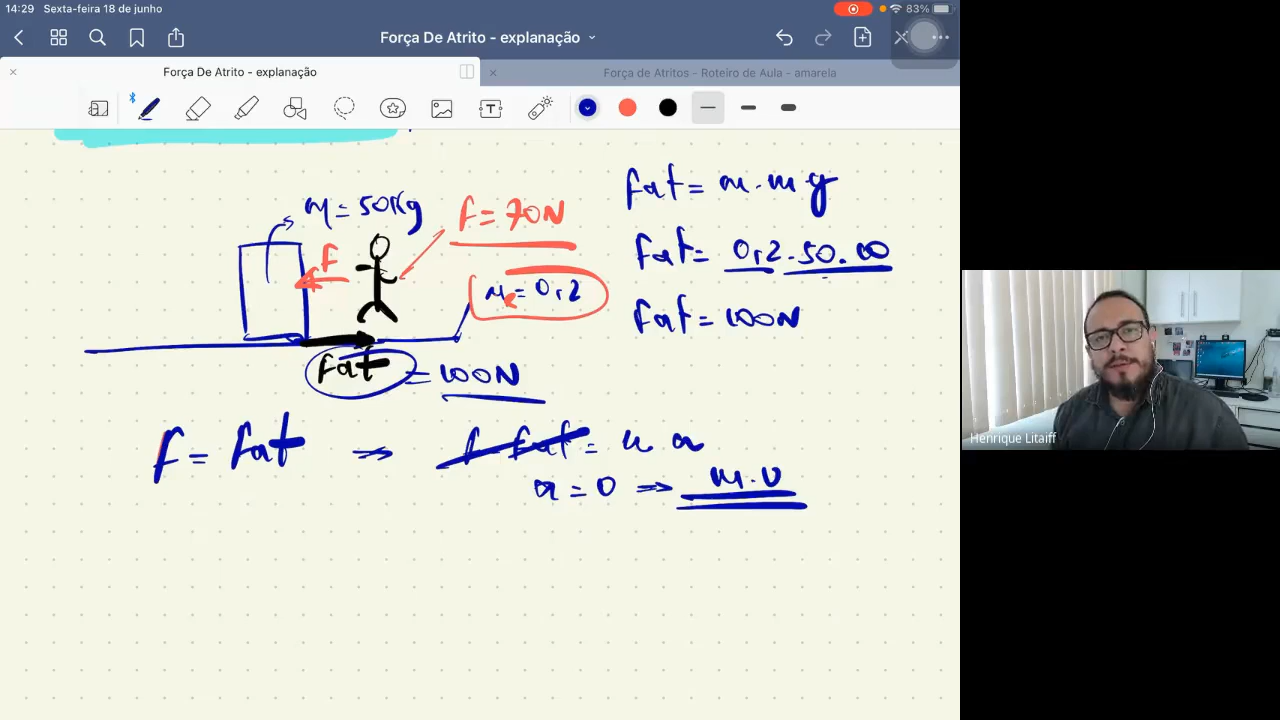 14:29 Sexta-feira 18 de junho 83%
Força De Atrito - explanação
Força De Atrito - explanação
Força de Atritos - Roteiro de Aula - amarela
T
m = 50Kg
F = 70N
F
μe = 0,2
fat = 100N
fat = μ.m g
fat = 0,2.50.10
fat = 100N
F = fat ⇒ f-fat = m a
a = 0 ⇒ m.U
Henrique Litaiff